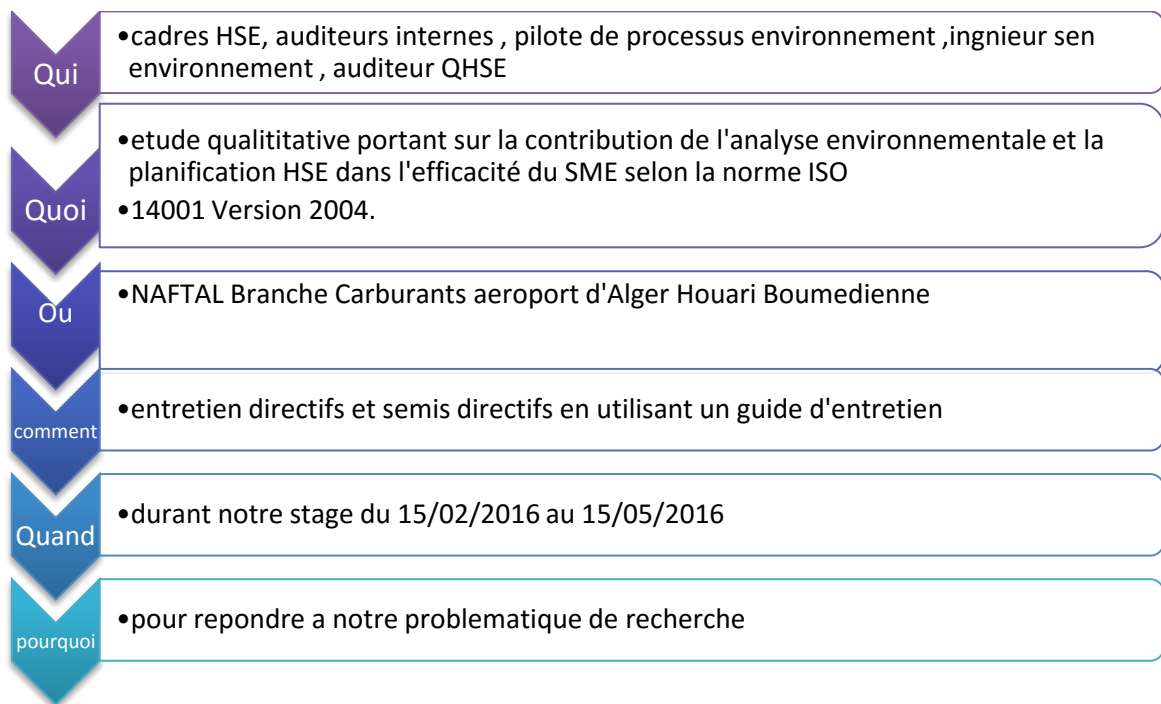 Qui
•cadres HSE, auditeurs internes , pilote de processus environnement ,ingnieur sen
environnement , auditeur QHSE
Quoi
•etude qualititative portant sur la contribution de l'analyse environnementale et la
planification HSE dans l'efficacité du SME selon la norme ISO
•14001 Version 2004.
Ou
•NAFTAL Branche Carburants aeroport d'Alger Houari Boumedienne
comment
•entretien directifs et semis directifs en utilisant un guide d'entretien
Quand
•durant notre stage du 15/02/2016 au 15/05/2016
pourquoi
•pour repondre a notre problematique de recherche